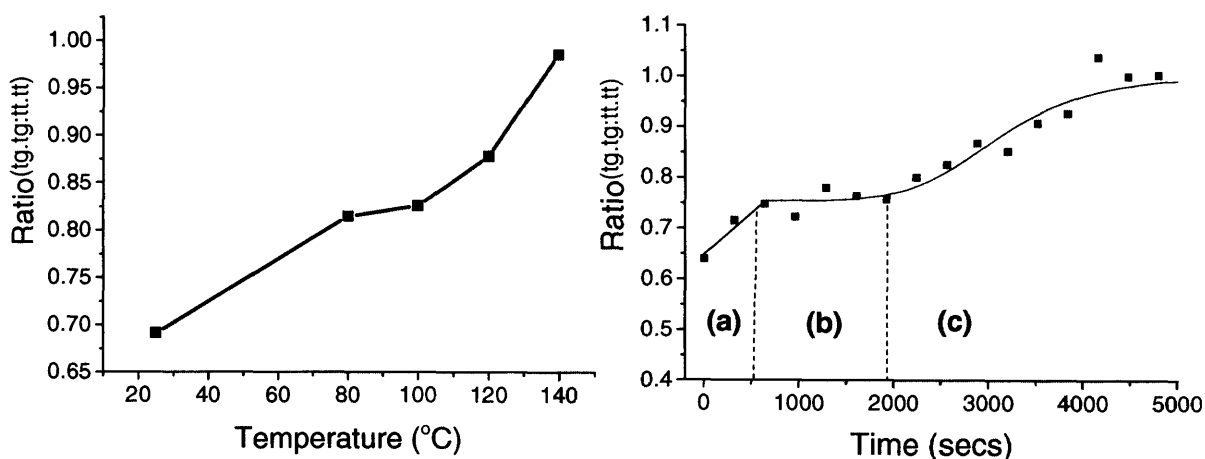 Ratio(tg.tg:tt.tt)
1.00
0.95
0.90
0.85
0.80
0.75
0.70
0.65
20 40 60 80 100 120 140
Temperature (°C)
Ratio(tg.tg:tt.tt)
1.1
1.0
0.9
0.8
0.7
0.6
0.5
0.4
(a) (b) (c)
0 1000 2000 3000 4000 5000
Time (secs)